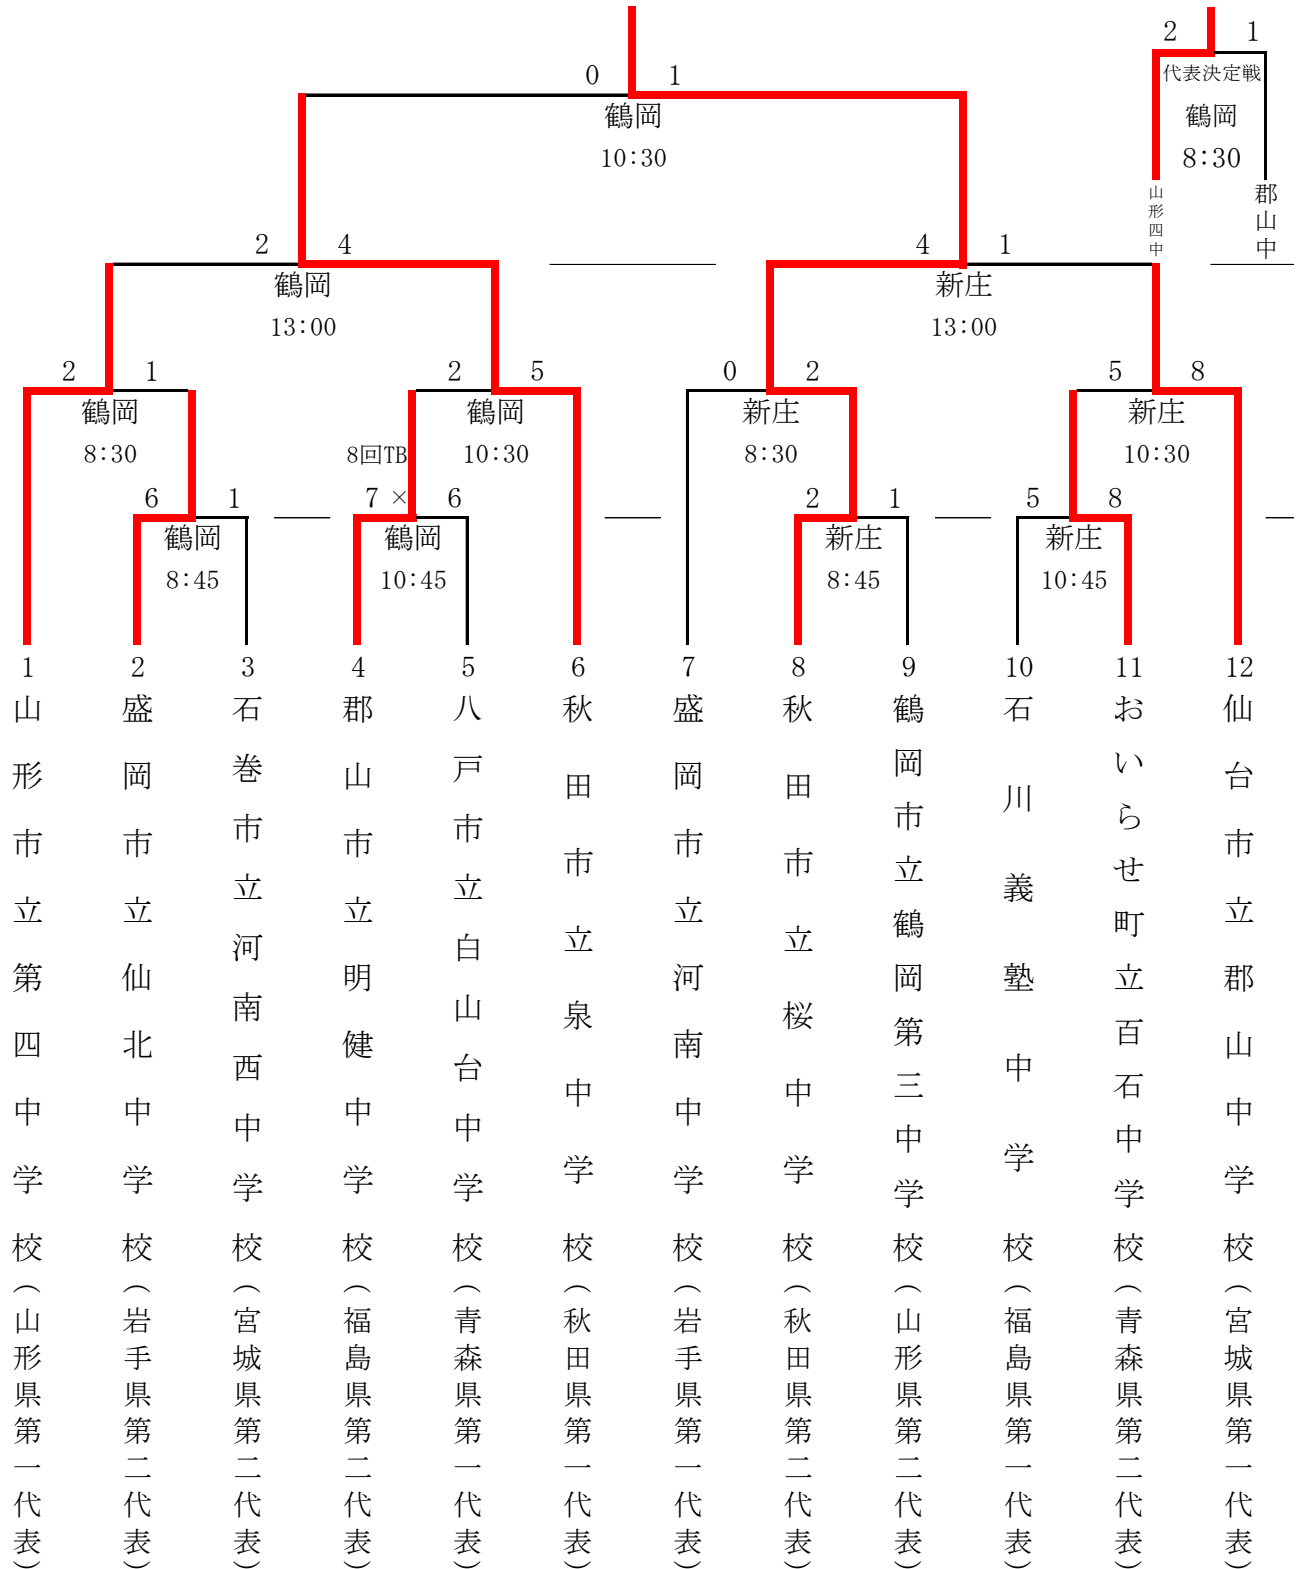 2 1
代表決定戦
鶴岡
8:30
山形四中
郡山中
0 1
鶴岡
10:30
2 4
鶴岡
13:00
4 1
新庄
13:00
2 1
鶴岡
8:30
2 5
鶴岡
10:30
0 2
新庄
8:30
5 8
新庄
10:30
6 1
鶴岡
8:45
8回TB
7× 6
鶴岡
10:45
2 1
新庄
8:45
5 8
新庄
10:45
1
山形市立第四中学校(山形県第一代表)
2
盛岡市立仙北中学校(岩手県第二代表)
3
石巻市立河南西中学校(宮城県第二代表)
4
郡山市立明健中学校(福島県第二代表)
5
八戸市立白山台中学校(青森県第一代表)
6
秋田市立泉中学校(秋田県第一代表)
7
盛岡市立河南中学校(岩手県第一代表)
8
秋田市立桜中学校(秋田県第二代表)
9
鶴岡市立鶴岡第三中学校(山形県第二代表)
10
石川義塾中学校(福島県第一代表)
11
おいらせ町立百石中学校(青森県第二代表)
12
仙台市立郡山中学校(宮城県第一代表)